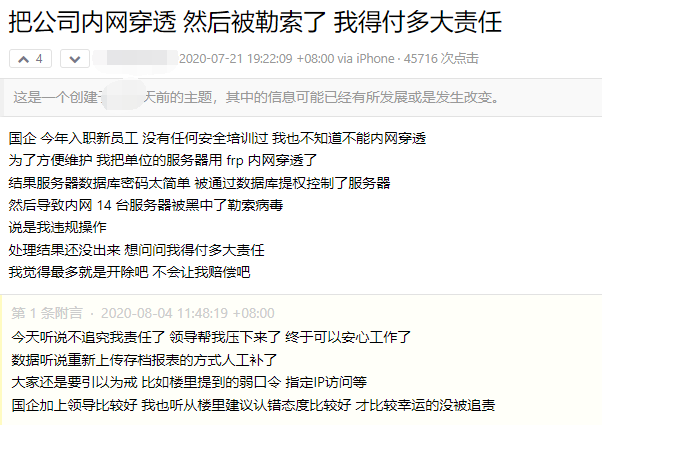 把公司内网穿透 然后被勒索了 我得付多大责任
4
2020-07-21 19:22:09 +08:00 via iPhone · 45716 次点击
这是一个创建于 天前的主题，其中的信息可能已经有所发展或是发生改变。
国企 今年入职新员工 没有任何安全培训过 我也不知道不能内网穿透
为了方便维护 我把单位的服务器用 frp 内网穿透了
结果服务器数据库密码太简单 被通过数据库提权控制了服务器
然后导致内网 14 台服务器被黑中了勒索病毒
说是我违规操作
处理结果还没出来 想问问我得付多大责任
我觉得最多就是开除吧 不会让我赔偿吧
第 1 条附言 · 2020-08-04 11:48:19 +08:00
今天听说不追究我责任了 领导帮我压下来了 终于可以安心工作了
数据听说重新上传存档报表的方式人工补了
大家还是要引以为戒 比如楼里提到的弱口令 指定IP访问等
国企加上领导比较好 我也听从楼里建议认错态度比较好 才比较幸运的没被追责